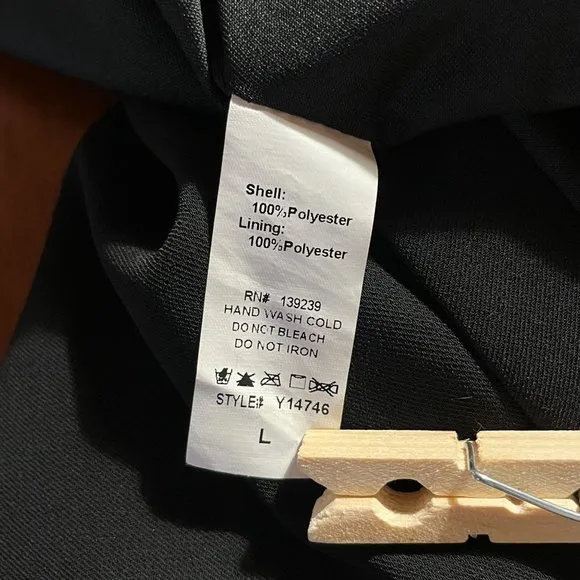 Shell:
100%Polyester
Lining:
100%Polyester
RN# 139239
HAND WASH COLD
DO NOT BLEACH
DO NOT IRON
STYLE# Y14746
L